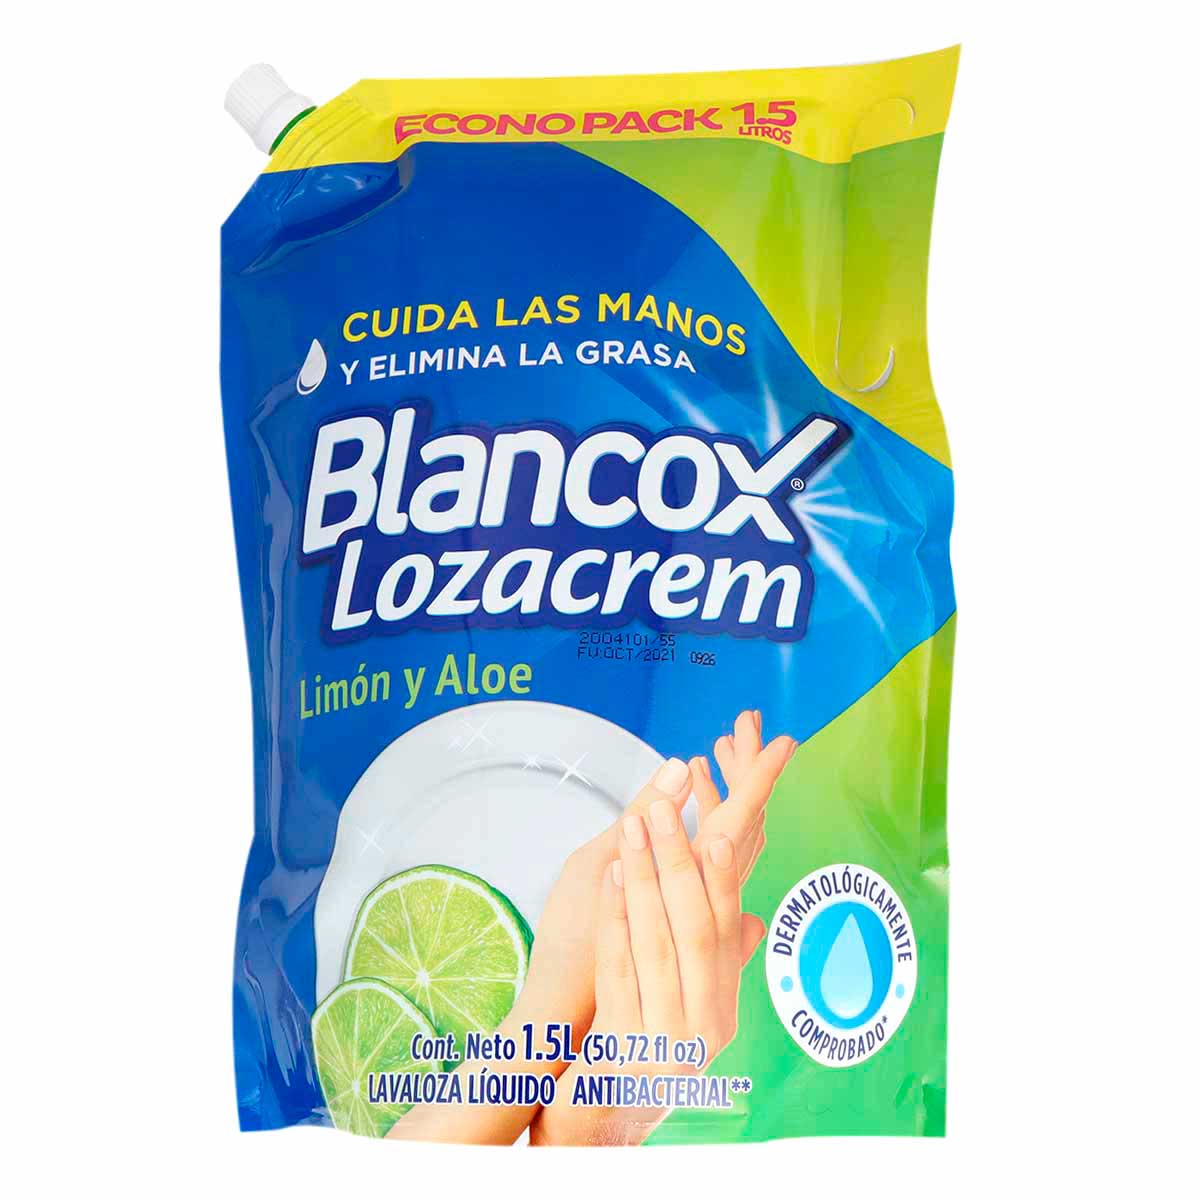 ECONO PACK 1.5
LITROS
CUIDA LAS MANOS
Y ELIMINA LA GRASA
Blancox®
Lozacrem
2004101/55
FV:OCT/2021 0926
Limón y Aloe
DERMATOLÓGICAMENTE
COMPROBADO*
Cont. Neto 1.5L (50,72 fl oz)
LAVALOZA LÍQUIDO ANTIBACTERIAL**